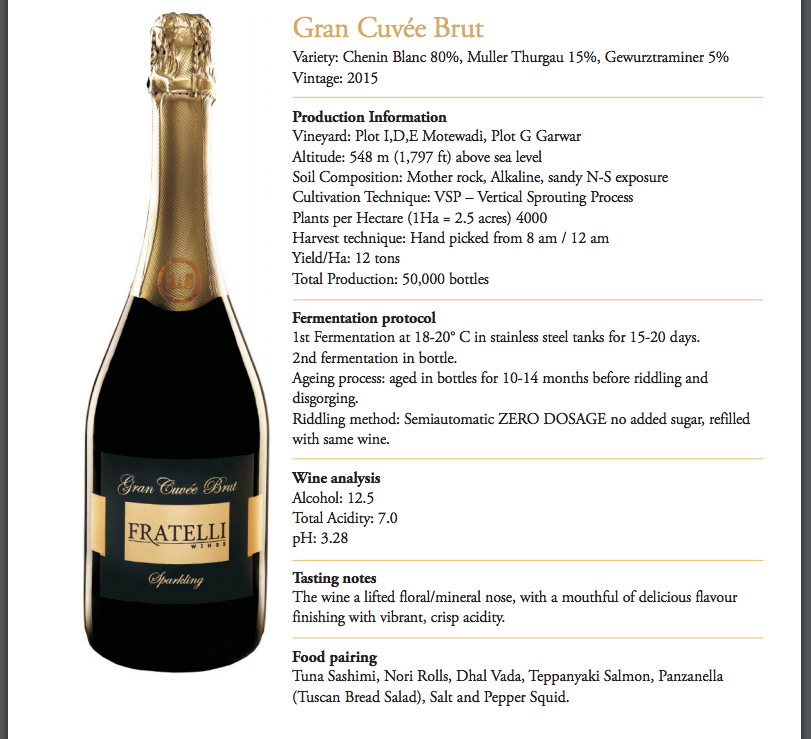 Gran Cuvée Brut
Variety: Chenin Blanc 80%, Muller Thurgau 15%, Gewurztraminer 5%
Vintage: 2015
Production Information
Vineyard: Plot I,D,E Motewadi, Plot G Garwar
Altitude: 548 m (1,797 ft) above sea level
Soil Composition: Mother rock, Alkaline, sandy N-S exposure
Cultivation Technique: VSP – Vertical Sprouting Process
Plants per Hectare (1Ha = 2.5 acres) 4000
Harvest technique: Hand picked from 8 am / 12 am
Yield/Ha: 12 tons
Total Production: 50,000 bottles
Fermentation protocol
1st Fermentation at 18-20° C in stainless steel tanks for 15-20 days.
2nd fermentation in bottle.
Ageing process: aged in bottles for 10-14 months before riddling and
disgorging.
Riddling method: Semiautomatic ZERO DOSAGE no added sugar, refilled
with same wine.
Wine analysis
Alcohol: 12.5
Total Acidity: 7.0
pH: 3.28
Tasting notes
The wine a lifted floral/mineral nose, with a mouthful of delicious flavour
finishing with vibrant, crisp acidity.
Food pairing
Tuna Sashimi, Nori Rolls, Dhal Vada, Teppanyaki Salmon, Panzanella
(Tuscan Bread Salad), Salt and Pepper Squid.
Gran Cuvée Brut
FRATELLI
WINES
Sparkling